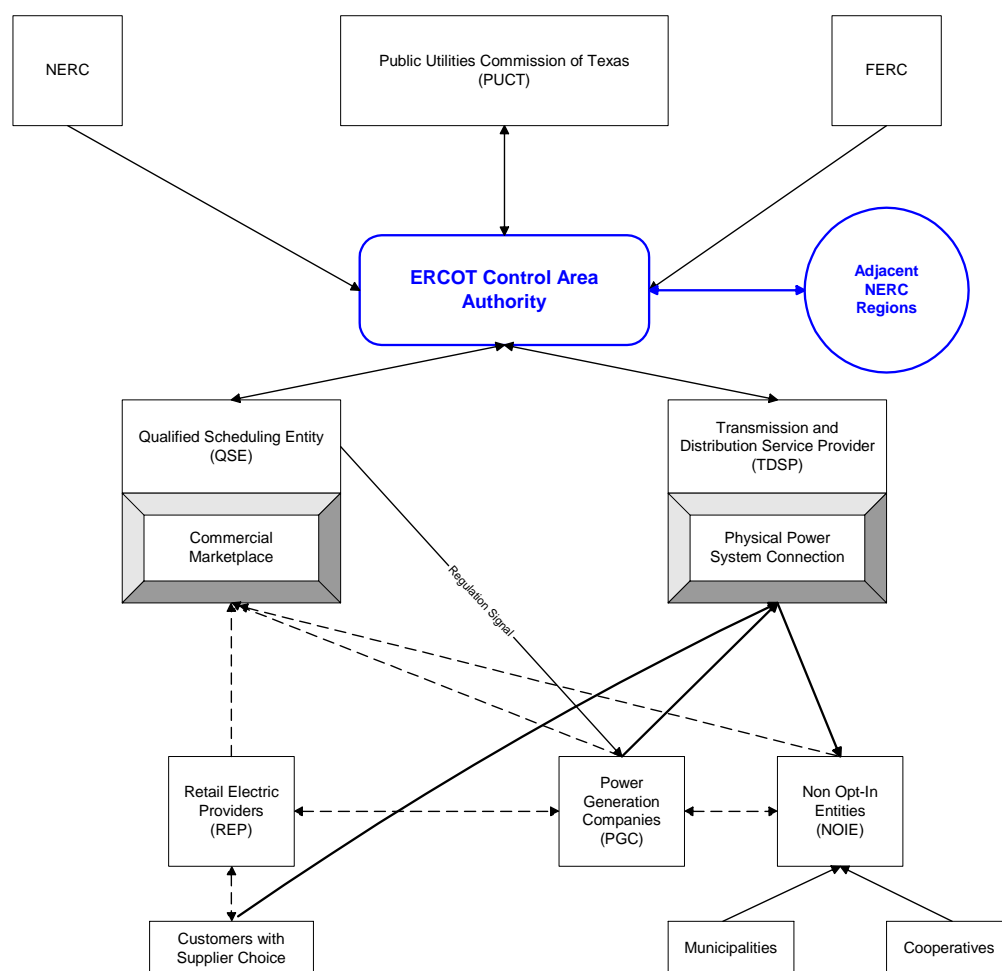 NERC
Public Utilities Commission of Texas
(PUCT)
FERC
ERCOT Control Area
Authority
Adjacent
NERC
Regions
Qualified Scheduling Entity
(QSE)
Transmission and
Distribution Service Provider
(TDSP)
Commercial
Marketplace
Physical Power
System Connection
Regulation Signal
Retail Electric
Providers
(REP)
Power
Generation
Companies
(PGC)
Non Opt-In
Entities
(NOIE)
Customers with
Supplier Choice
Municipalities
Cooperatives